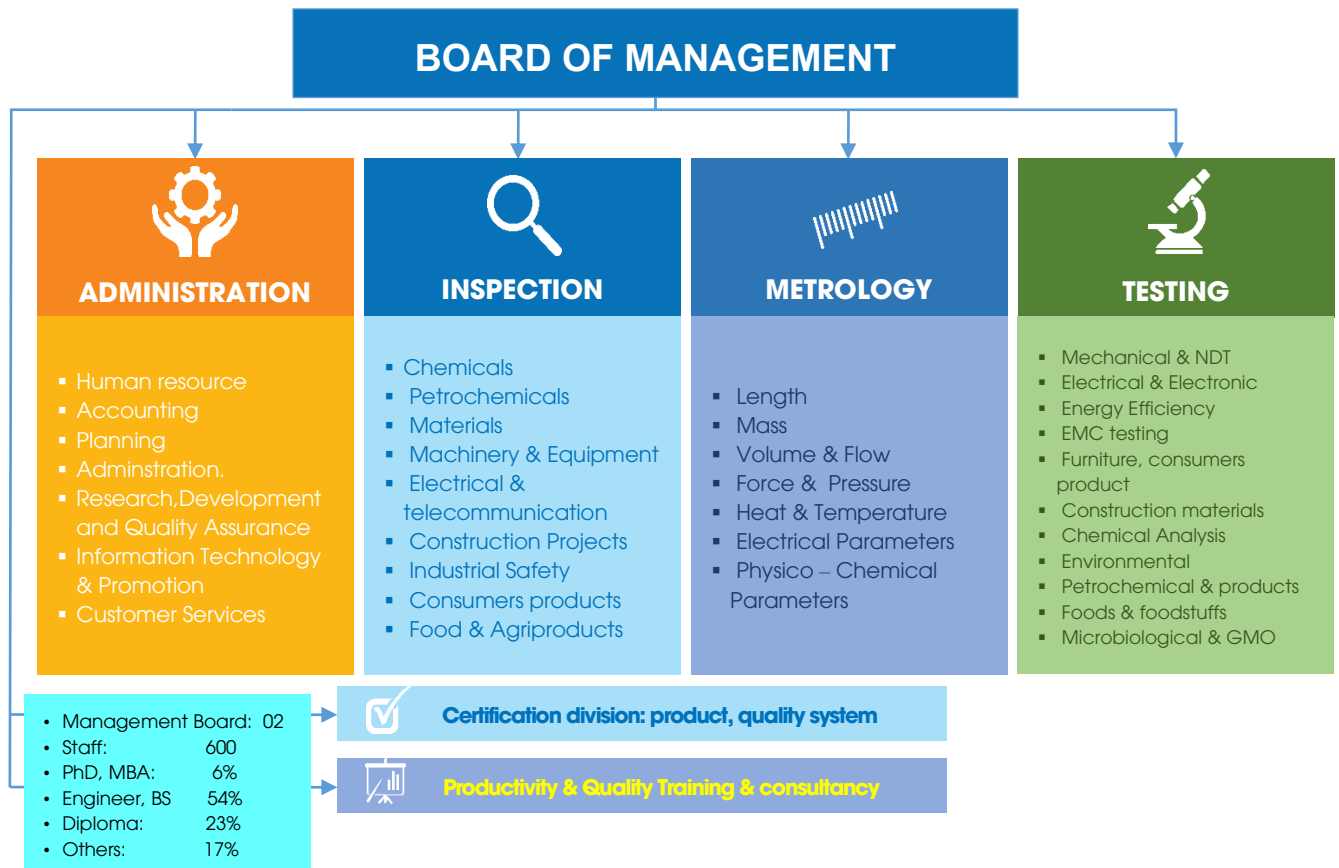 BOARD OF MANAGEMENT
ADMINISTRATION
▪ Human resource
▪ Accounting
▪ Planning
▪ Adminstration.
▪ Research,Development
and Quality Assurance
▪ Information Technology
& Promotion
▪ Customer Services
INSPECTION
▪ Chemicals
▪ Petrochemicals
▪ Materials
▪ Machinery & Equipment
▪ Electrical &
telecommunication
▪ Construction Projects
▪ Industrial Safety
▪ Consumers products
▪ Food & Agriproducts
METROLOGY
▪ Length
▪ Mass
▪ Volume & Flow
▪ Force & Pressure
▪ Heat & Temperature
▪ Electrical Parameters
▪ Physico – Chemical
Parameters
TESTING
▪ Mechanical & NDT
▪ Electrical & Electronic
▪ Energy Efficiency
▪ EMC testing
▪ Furniture, consumers
product
▪ Construction materials
▪ Chemical Analysis
▪ Environmental
▪ Petrochemical & products
▪ Foods & foodstuffs
▪ Microbiological & GMO
• Management Board: 02
• Staff: 600
• PhD, MBA: 6%
• Engineer, BS 54%
• Diploma: 23%
• Others: 17%
Certification division: product, quality system
Productivity & Quality Training & consultancy